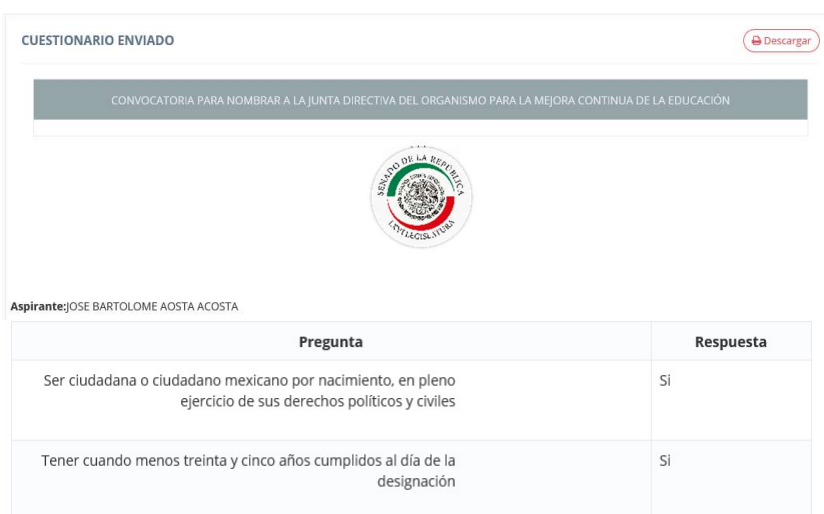 CUESTIONARIO ENVIADO
Descargar
CONVOCATORIA PARA NOMBRAR A LA JUNTA DIRECTIVA DEL ORGANISMO PARA LA MEJORA CONTINUA DE LA EDUCACIÓN
SENADO DE LA REPÚBLICA
LXVI LEGISLATURA
Aspirante:JOSE BARTOLOME AOSTA ACOSTA
Pregunta
Respuesta
Ser ciudadana o ciudadano mexicano por nacimiento, en pleno
ejercicio de sus derechos políticos y civiles
Si
Tener cuando menos treinta y cinco años cumplidos al día de la
designación
Si